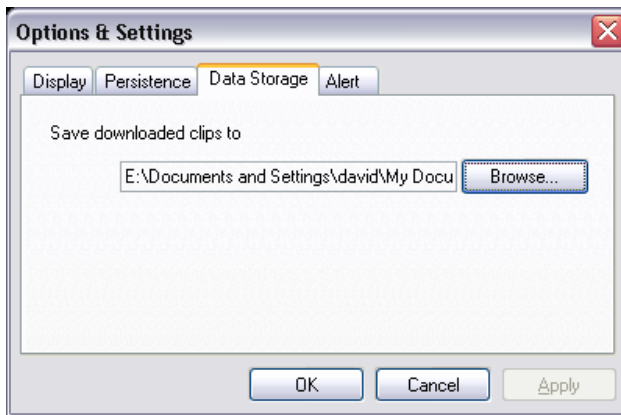 Options & Settings
Display Persistence Data Storage Alert
Save downloaded clips to
E:\Documents and Settings\david\My Docu Browse...
OK Cancel Apply